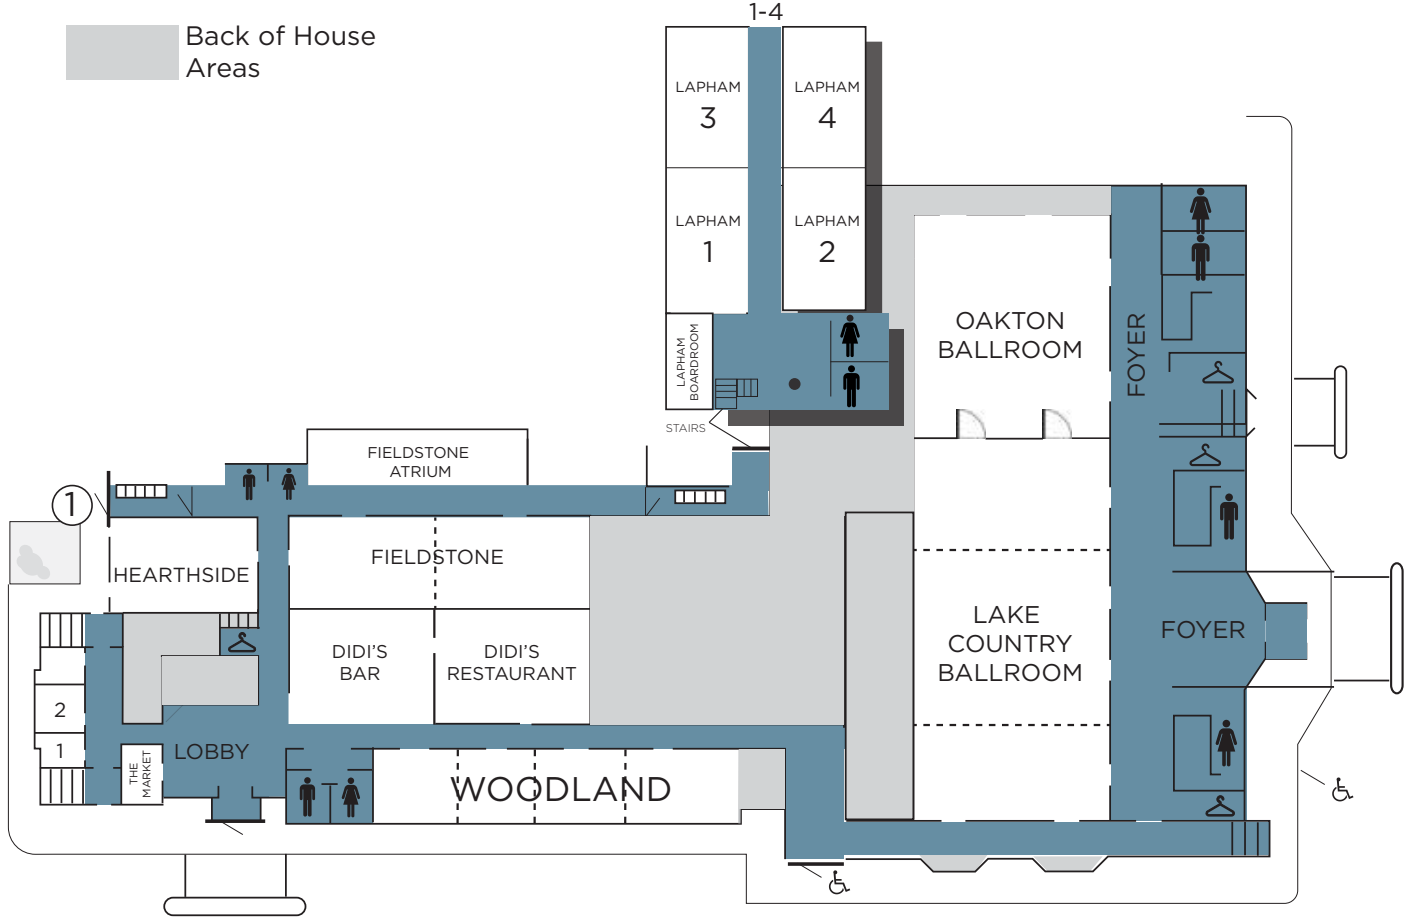 Back of House
Areas
1-4
LAPHAM
3
LAPHAM
4
LAPHAM
1
LAPHAM
2
LAPHAM
BOARDROOM
STAIRS
OAKTON
BALLROOM
FOYER
FIELDSTONE
ATRIUM
1
HEARTHSIDE
FIELDSTONE
DIDI'S
BAR
DIDI'S
RESTAURANT
LAKE
COUNTRY
BALLROOM
FOYER
2
1
THE
MARKET
LOBBY
WOODLAND